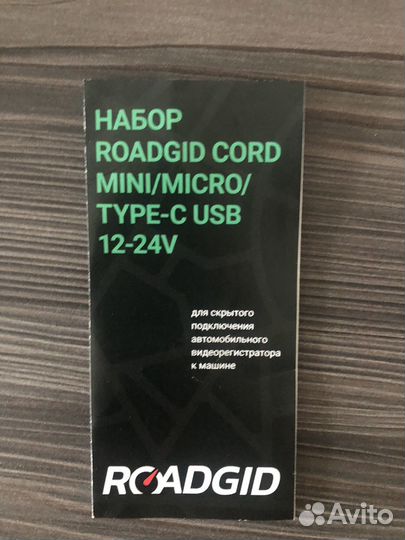 НАБОР
ROADGID CORD
MINI/MICRO/
TYPE-C USB
12-24V
для скрытого
подключения
автомобильного
видеорегистратора
к машине
ROADGID
Avito